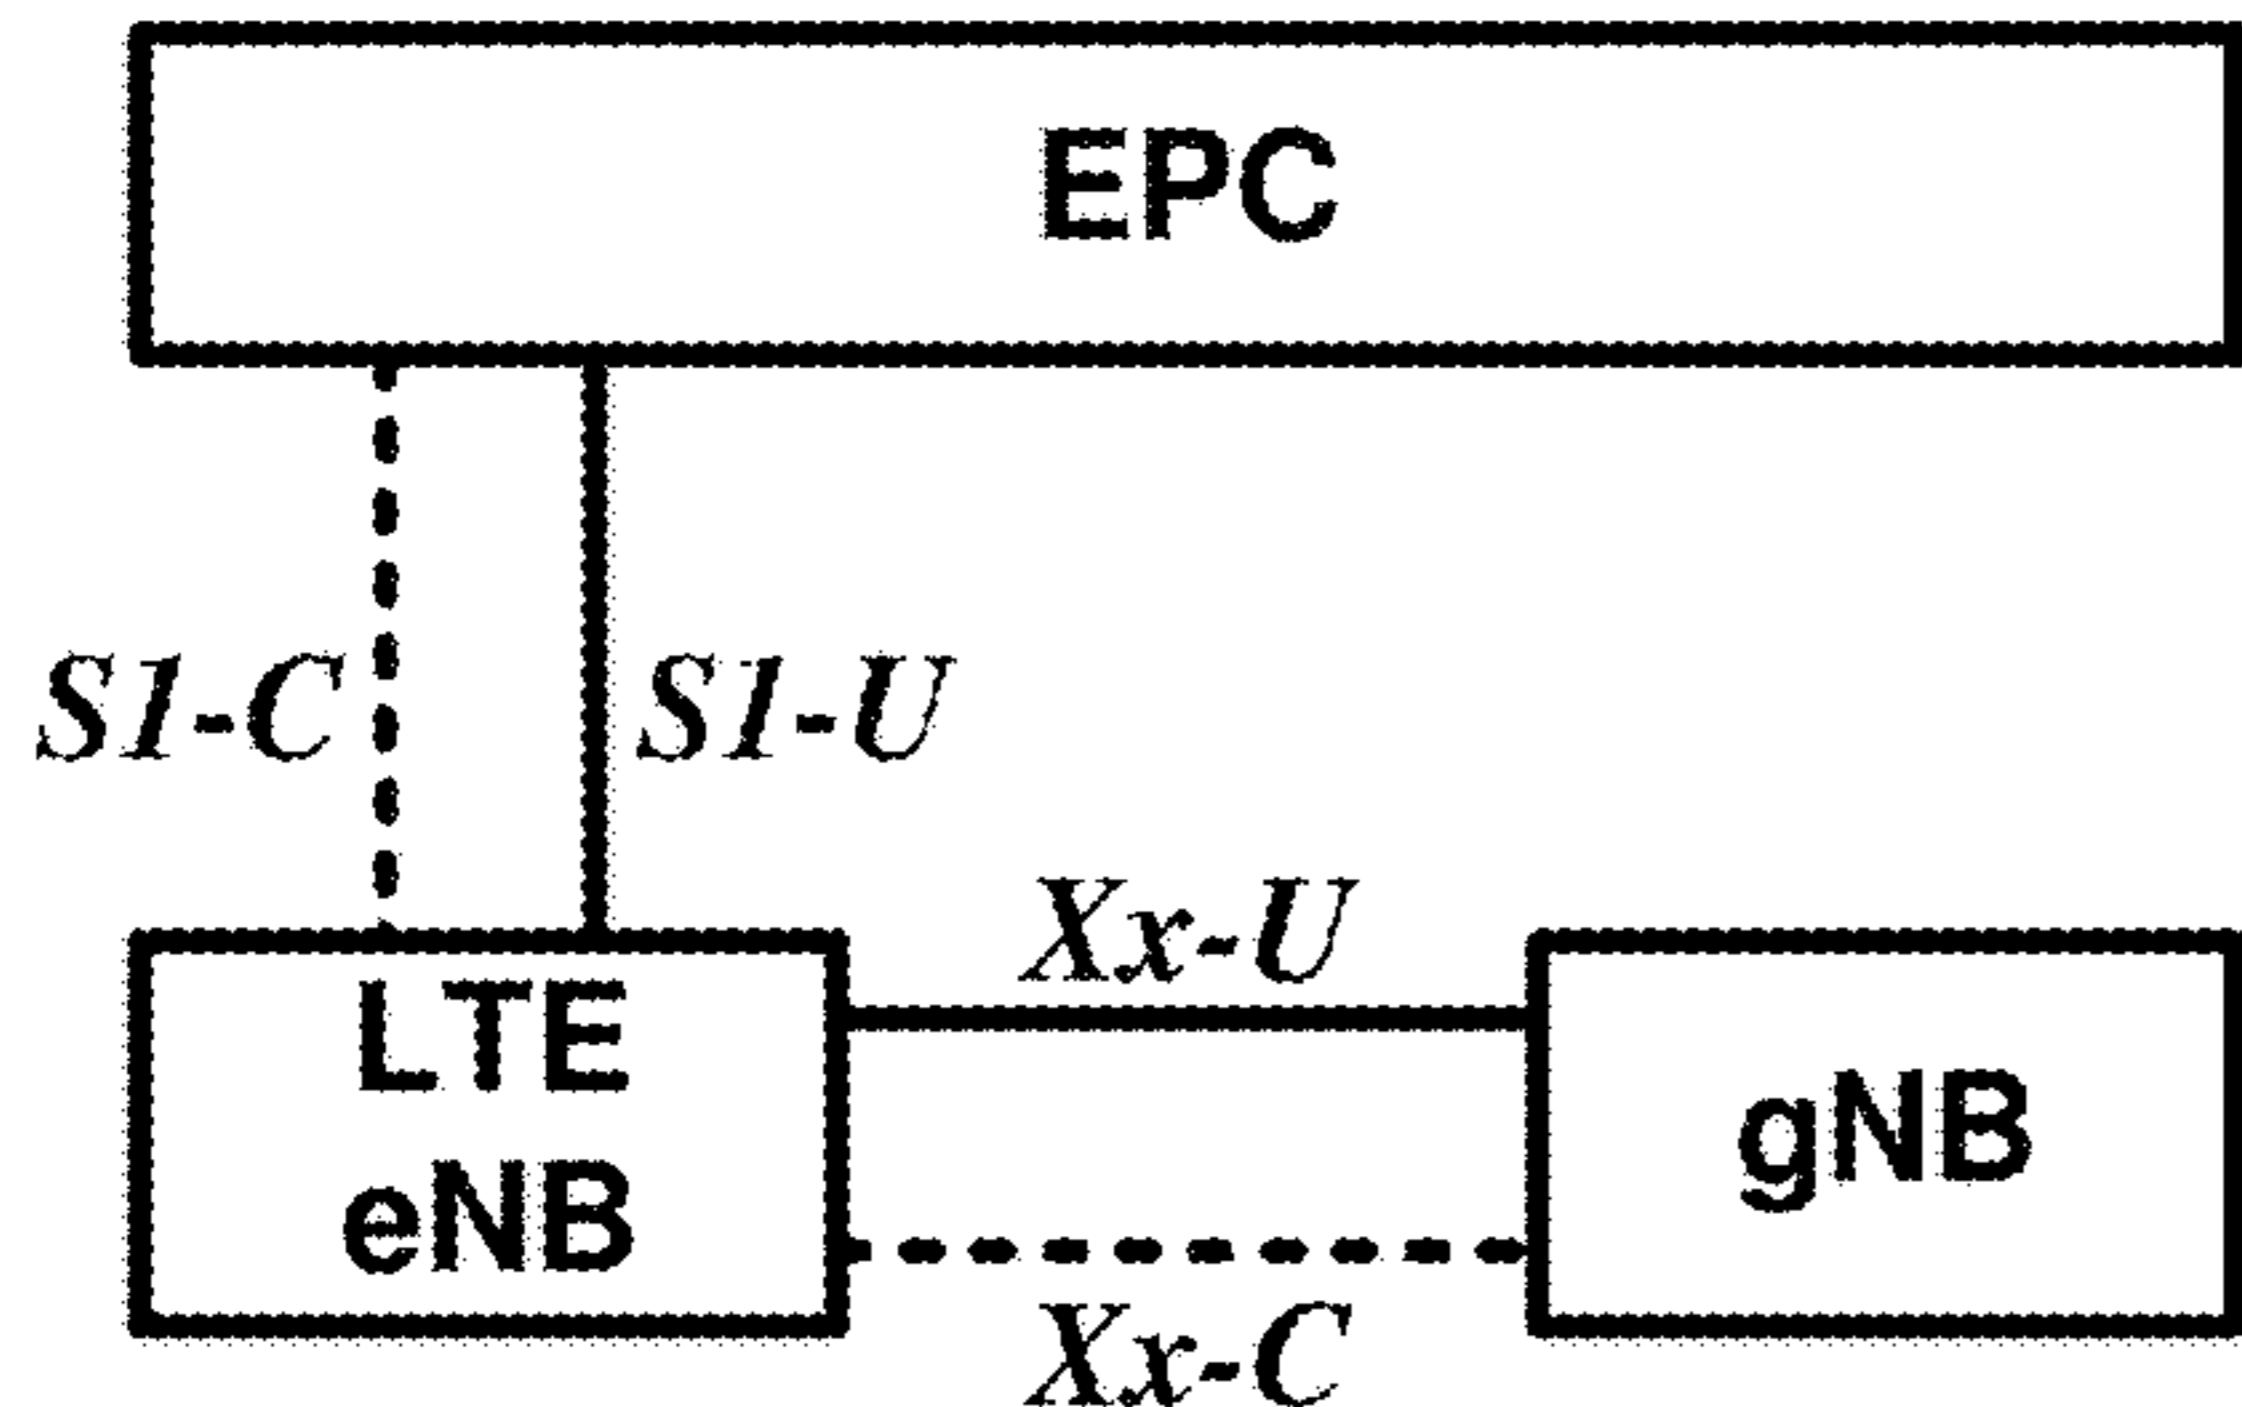 EPC
S1-C
S1-U
Xx-U
LTE
eNB
gNB
Xx-C